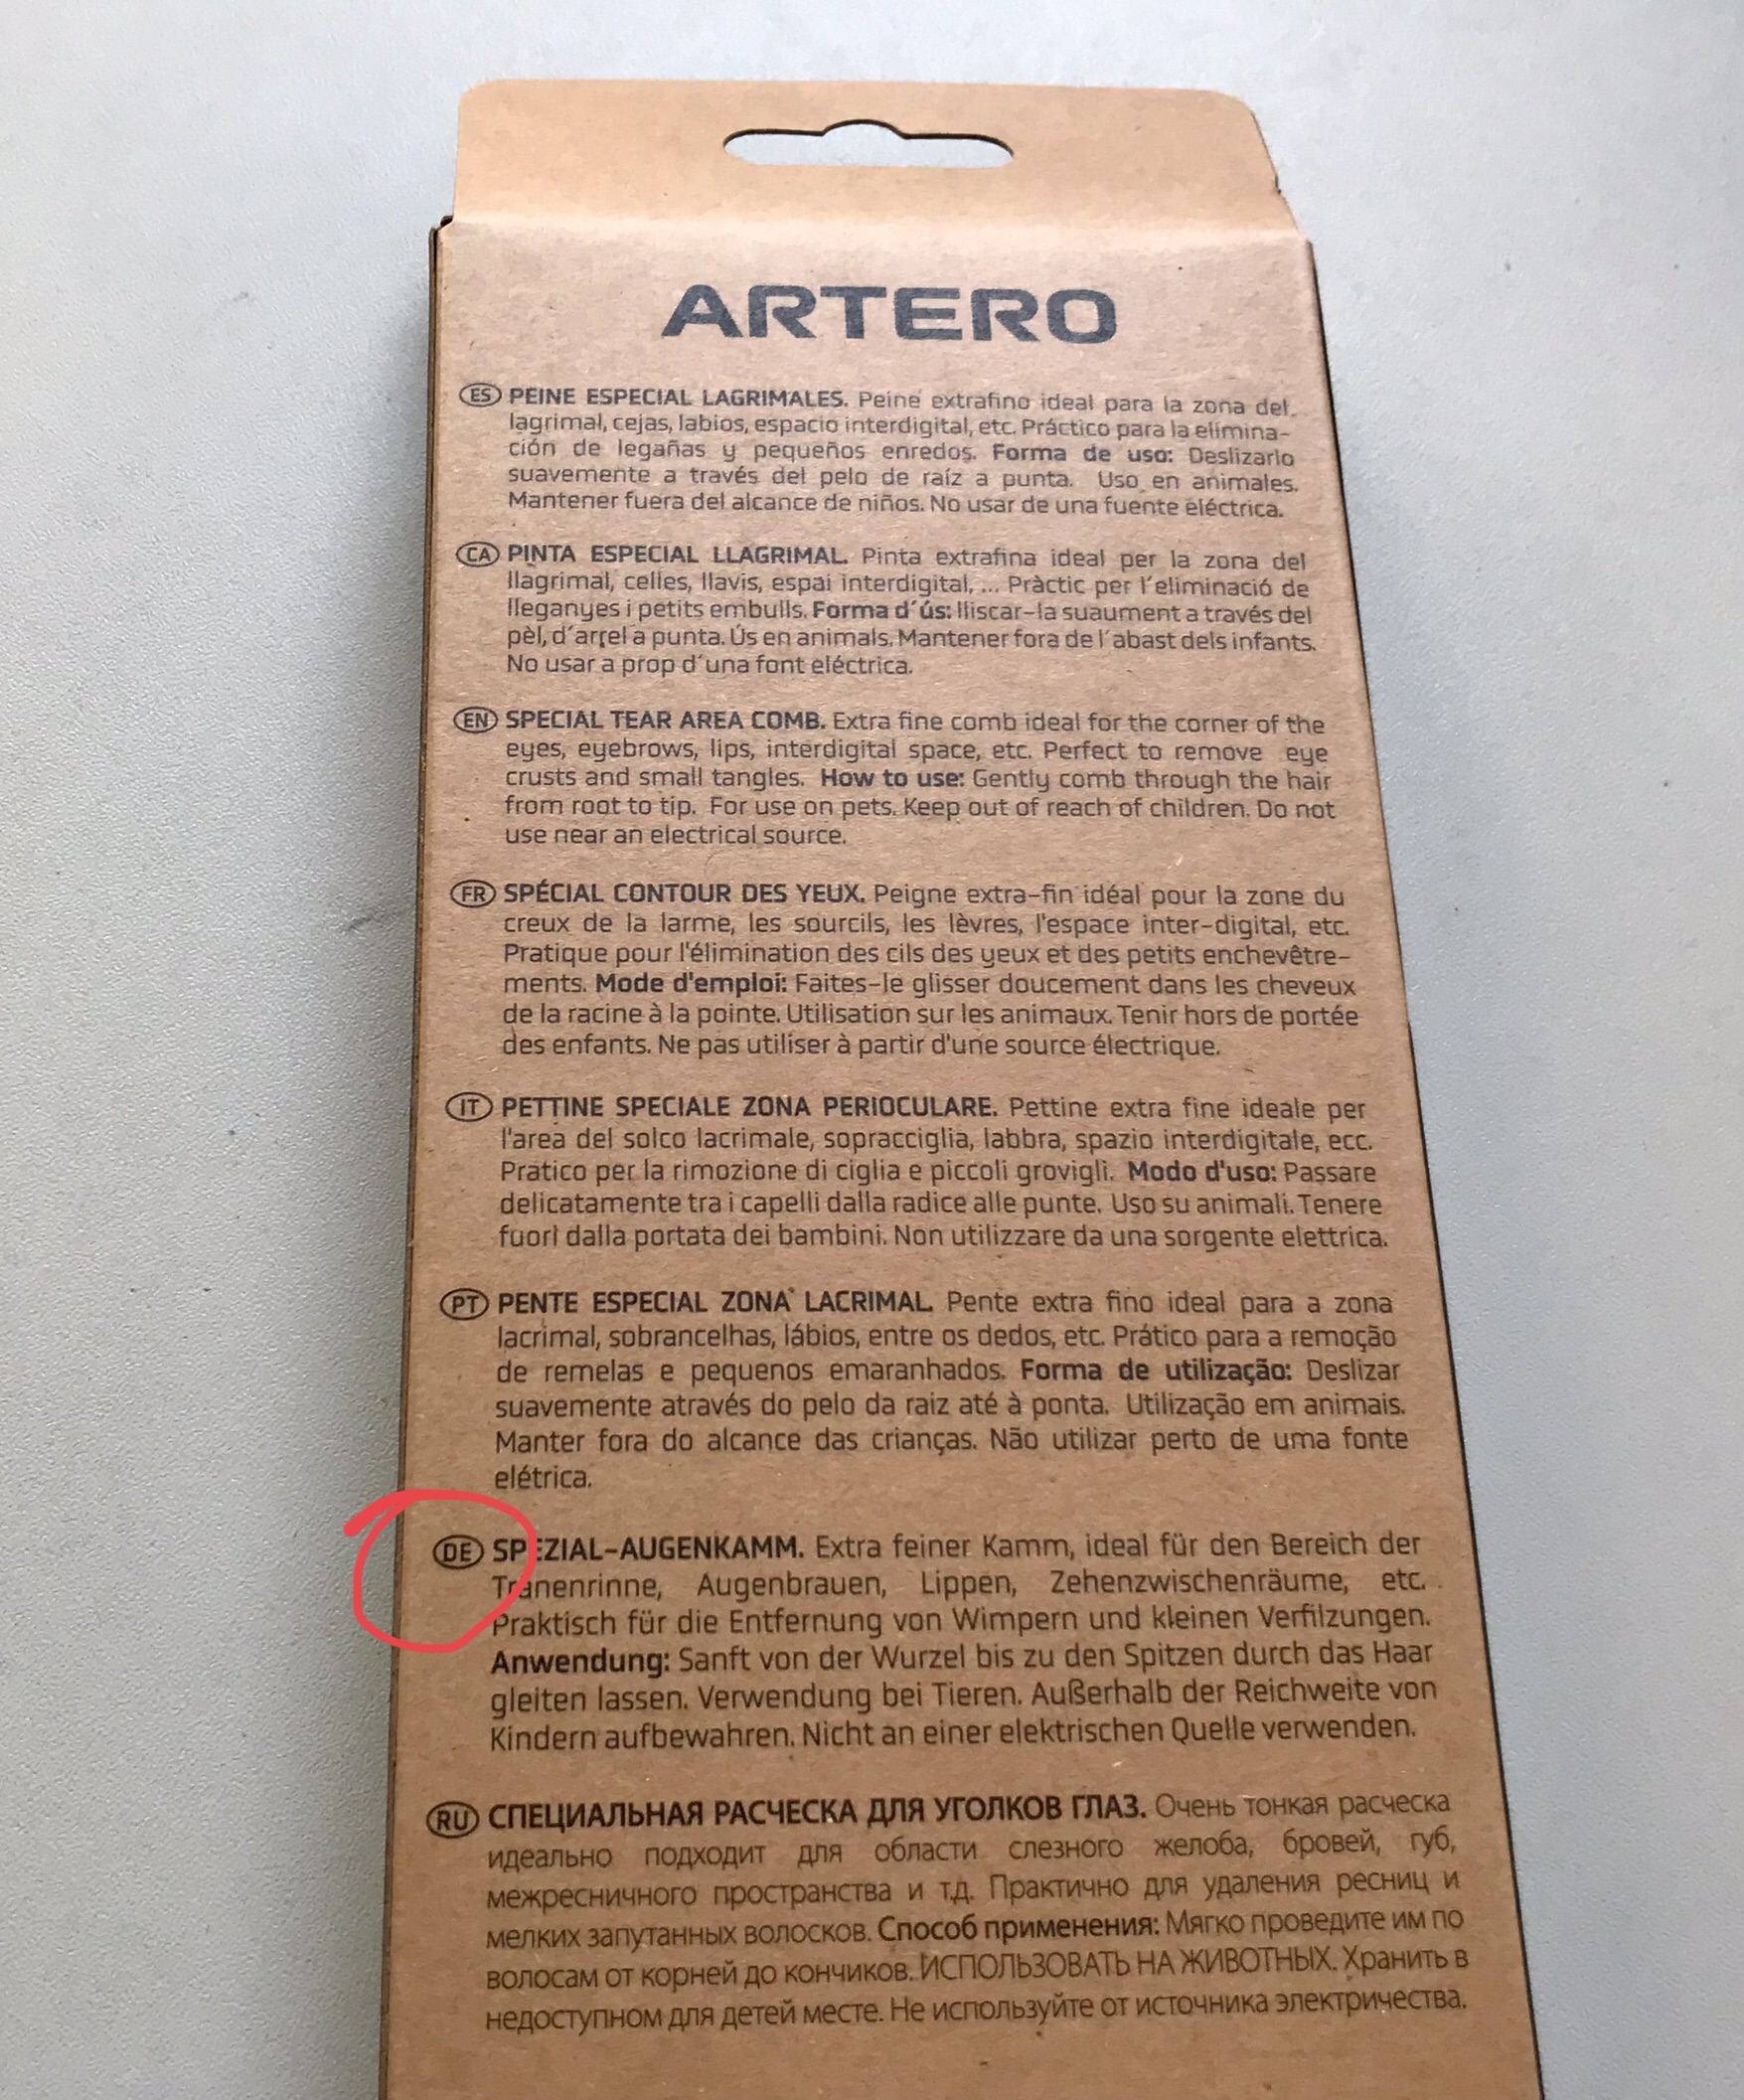 ARTERO
ES PEINE ESPECIAL LAGRIMALES. Peine extrafino ideal para la zona del
lagrimal, cejas, labios, espacio interdigital, etc. Práctico para la elimina-
ción de legañas y pequeños enredos. Forma de uso: Deslizarlo
suavemente a través del pelo de raíz a punta. Uso en animales.
Mantener fuera del alcance de niños. No usar de una fuente eléctrica.
CA PINTA ESPECIAL LLAGRIMAL. Pinta extrafina ideal per la zona del
llagrimal, celles, llavis, espai interdigital, ... Pràctic per l´eliminació de
lleganyes i petits embulls. Forma d´ús: lliscar-la suaument a través del
pèl, d´arrel a punta. Ús en animals. Mantener fora de l´abast dels infants.
No usar a prop d´una font eléctrica.
EN SPECIAL TEAR AREA COMB. Extra fine comb ideal for the corner of the
eyes, eyebrows, lips, interdigital space, etc. Perfect to remove eye
crusts and small tangles. How to use: Gently comb through the hair
from root to tip. For use on pets. Keep out of reach of children. Do not
use near an electrical source.
FR SPÉCIAL CONTOUR DES YEUX. Peigne extra-fin idéal pour la zone du
creux de la larme, les sourcils, les lèvres, l'espace inter-digital, etc.
Pratique pour l'élimination des cils des yeux et des petits enchevêtre-
ments. Mode d'emploi: Faites-le glisser doucement dans les cheveux
de la racine à la pointe. Utilisation sur les animaux. Tenir hors de portée
des enfants. Ne pas utiliser à partir d'une source électrique.
IT PETTINE SPECIALE ZONA PERIOCULARE. Pettine extra fine ideale per
l'area del solco lacrimale, sopracciglia, labbra, spazio interdigitale, ecc.
Pratico per la rimozione di ciglia e piccoli grovigli. Modo d'uso: Passare
delicatamente tra i capelli dalla radice alle punte. Uso su animali. Tenere
fuori dalla portata dei bambini. Non utilizzare da una sorgente elettrica.
PT PENTE ESPECIAL ZONA LACRIMAL. Pente extra fino ideal para a zona
lacrimal, sobrancelhas, lábios, entre os dedos, etc. Prático para a remoção
de remelas e pequenos emaranhados. Forma de utilização: Deslizar
suavemente através do pelo da raiz até à ponta. Utilização em animais.
Manter fora do alcance das crianças. Não utilizar perto de uma fonte
elétrica.
DE SPEZIAL-AUGENKAMM. Extra feiner Kamm, ideal für den Bereich der
Tränenrinne, Augenbrauen, Lippen, Zehenzwischenräume, etc.
Praktisch für die Entfernung von Wimpern und kleinen Verfilzungen.
Anwendung: Sanft von der Wurzel bis zu den Spitzen durch das Haar
gleiten lassen. Verwendung bei Tieren. Außerhalb der Reichweite von
Kindern aufbewahren. Nicht an einer elektrischen Quelle verwenden.
RU СПЕЦИАЛЬНАЯ РАСЧЕСКА ДЛЯ УГОЛКОВ ГЛАЗ. Очень тонкая расческа
идеально подходит для области слезного желоба, бровей, губ,
межресничного пространства и т.д. Практично для удаления ресниц и
мелких запутанных волосков. Способ применения: Мягко проведите им по
волосам от корней до кончиков. ИСПОЛЬЗОВАТЬ НА ЖИВОТНЫХ. Хранить в
недоступном для детей месте. Не используйте от источника электричества.